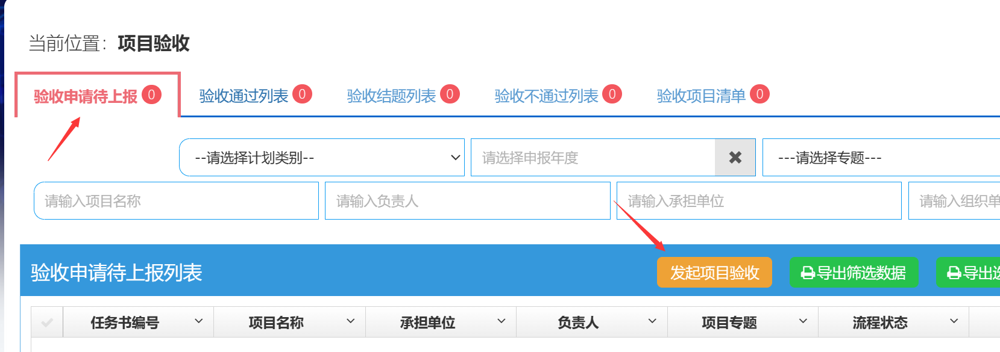 当前位置：项目验收
验收申请待上报 0 验收通过列表 0 验收结题列表 0 验收不通过列表 0 验收项目清单 0
--请选择计划类别-- 请选择申报年度 ---请选择专题---
请输入项目名称 请输入负责人 请输入承担单位 请输入组织单
验收申请待上报列表 发起项目验收 导出筛选数据 导出选
任务书编号 项目名称 承担单位 负责人 项目专题 流程状态